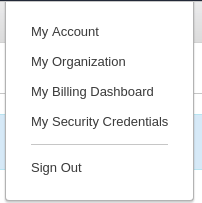 My Account
My Organization
My Billing Dashboard
My Security Credentials
Sign Out